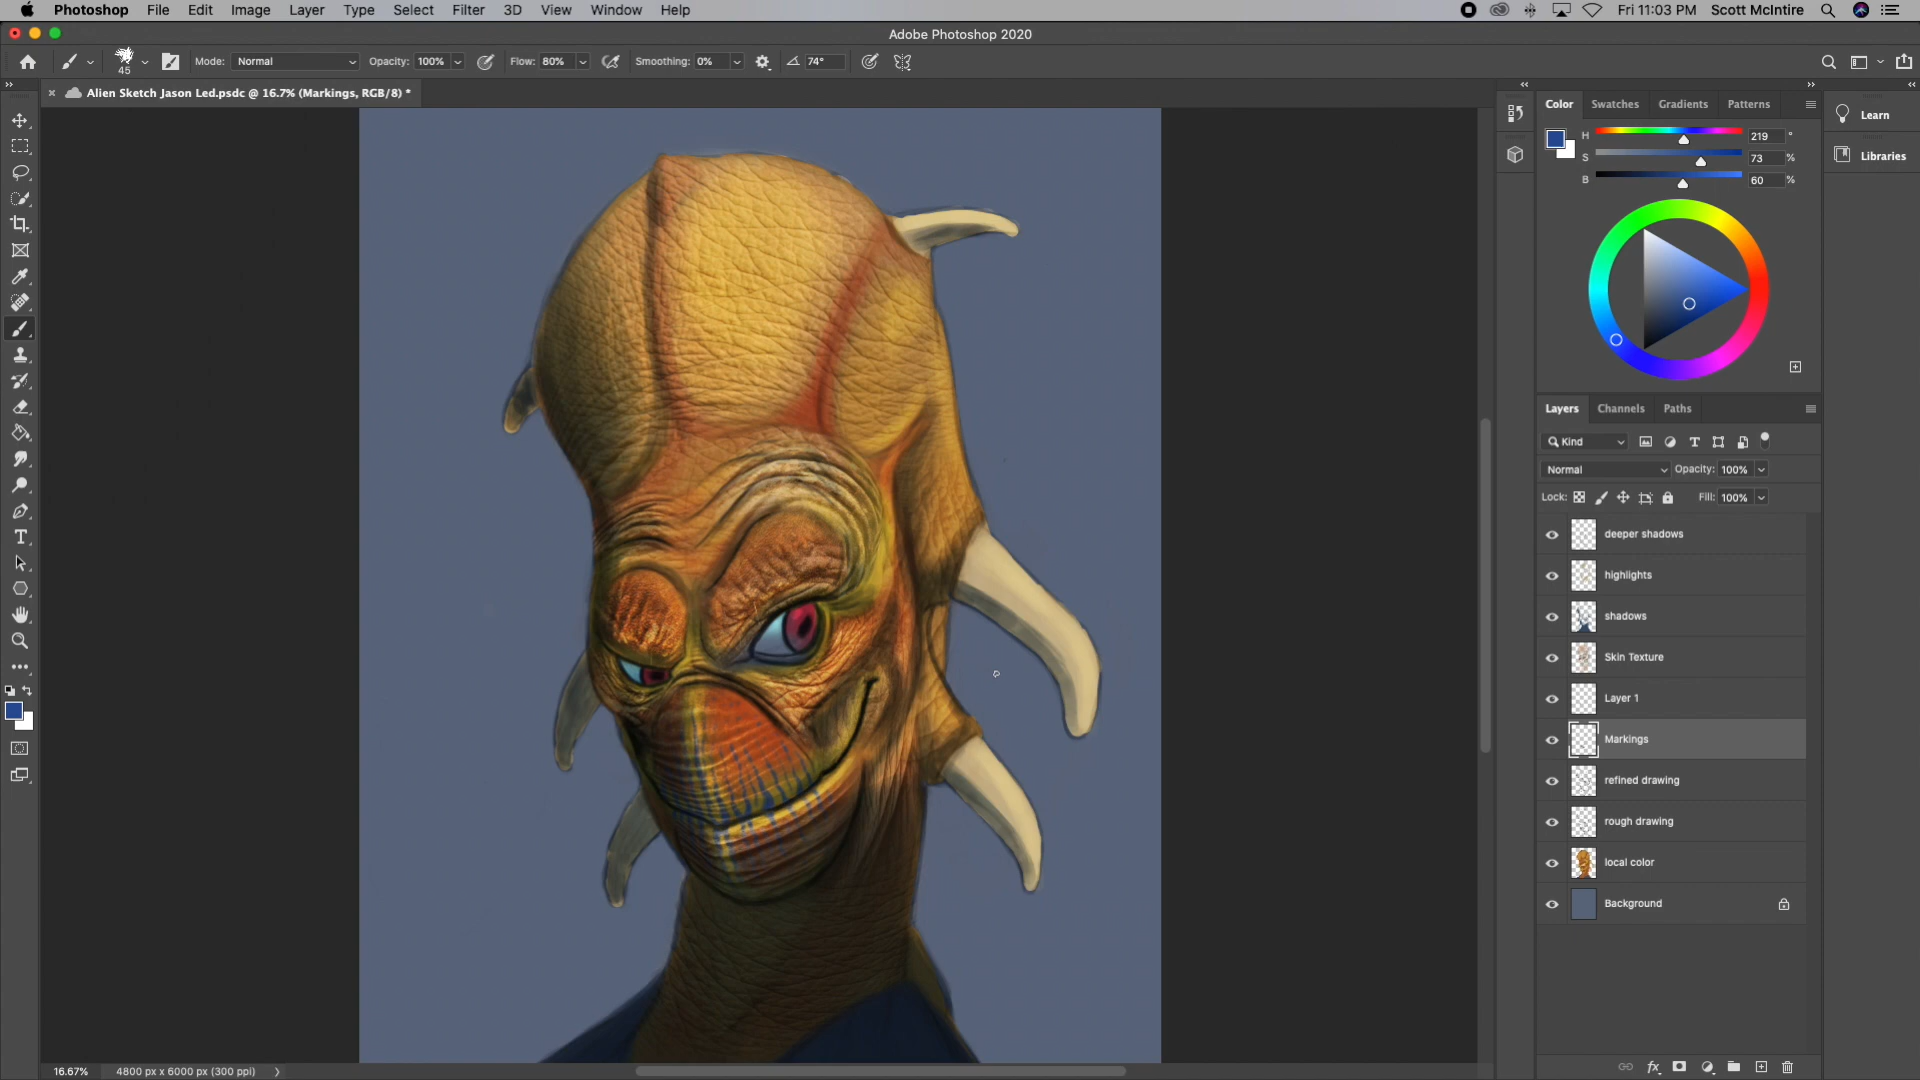 Photoshop File Edit Image Layer Type Select Filter 3D View Window Help Fri 11:03 PM Scott McIntire
Adobe Photoshop 2020
45 Mode: Normal Opacity: 100% Flow: 80% Smoothing: 0% 74°
Alien Sketch Jason Led.psdc @ 16.7% (Markings, RGB/8) *
Color Swatches Gradients Patterns
Learn
H 219 °
S 73 %
Libraries
B 60 %
Layers Channels Paths
Kind
Normal Opacity: 100%
Lock: Fill: 100%
deeper shadows
highlights
shadows
Skin Texture
Layer 1
Markings
refined drawing
rough drawing
local color
Background
16.67% 4800 px x 6000 px (300 ppi)